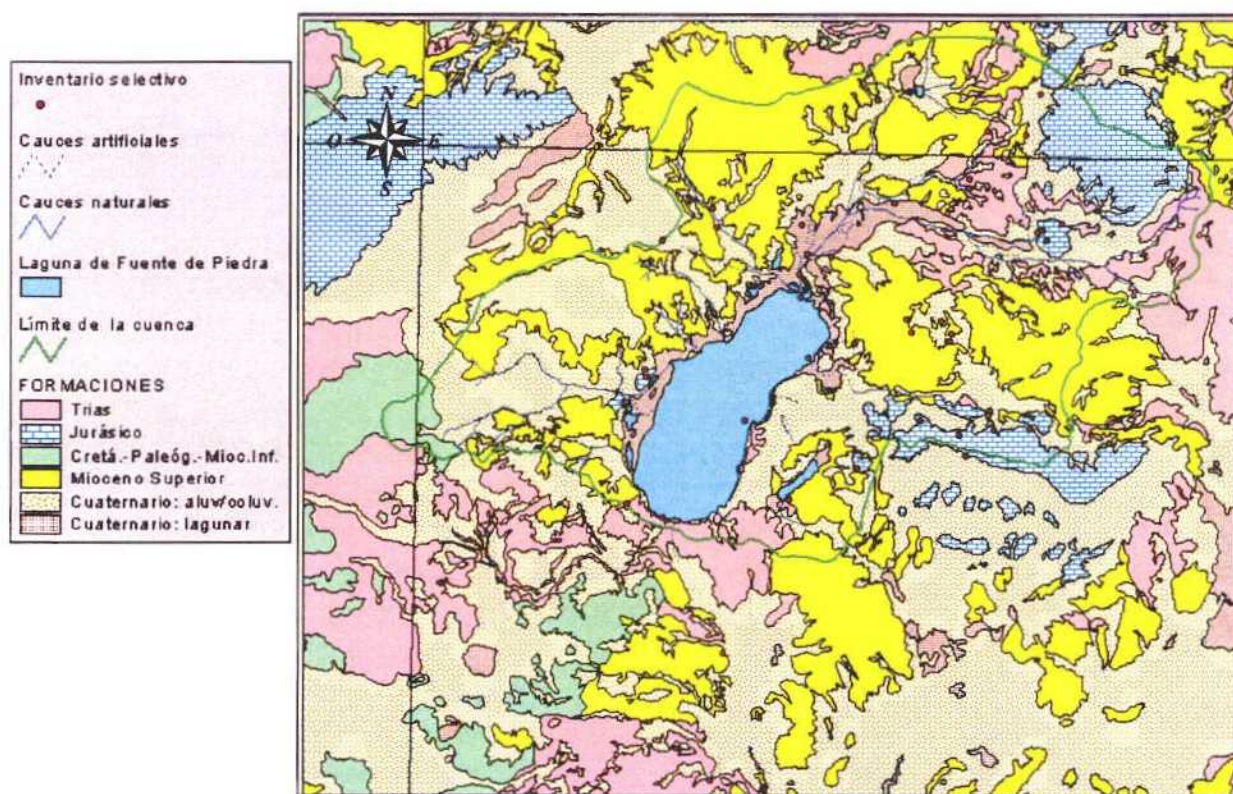 Inventario selectivo
Cauces artificiales
Cauces naturales
Laguna de Fuente de Piedra
Límite de la cuenca
FORMACIONES
Trias
Jurásico
Cretá.-Paleóg.-Mioc.Inf.
Mioceno Superior
Cuaternario: aluv/coluv.
Cuaternario: lagunar
N
O E
S